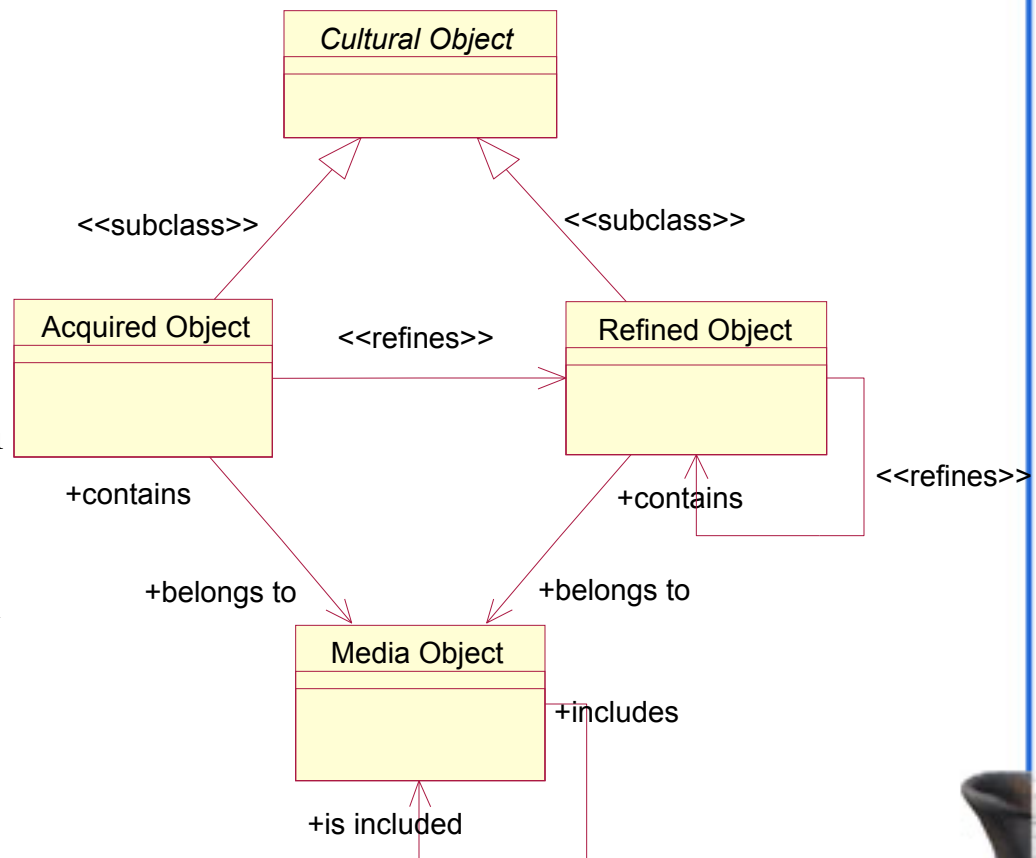 Cultural Object
<<subclass>>
<<subclass>>
Acquired Object
<<refines>>
Refined Object
+contains
+contains
<<refines>>
+belongs to
+belongs to
Media Object
+includes
+is included